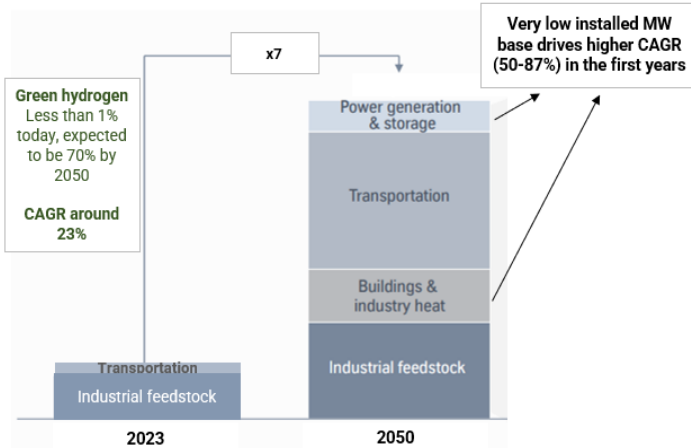 Very low installed MW
base drives higher CAGR
(50-87%) in the first years
x7
Green hydrogen
Less than 1%
today, expected
to be 70% by
2050
CAGR around
23%
Power generation
& storage
Transportation
Buildings &
industry heat
Industrial feedstock
Transportation
Industrial feedstock
2023
2050